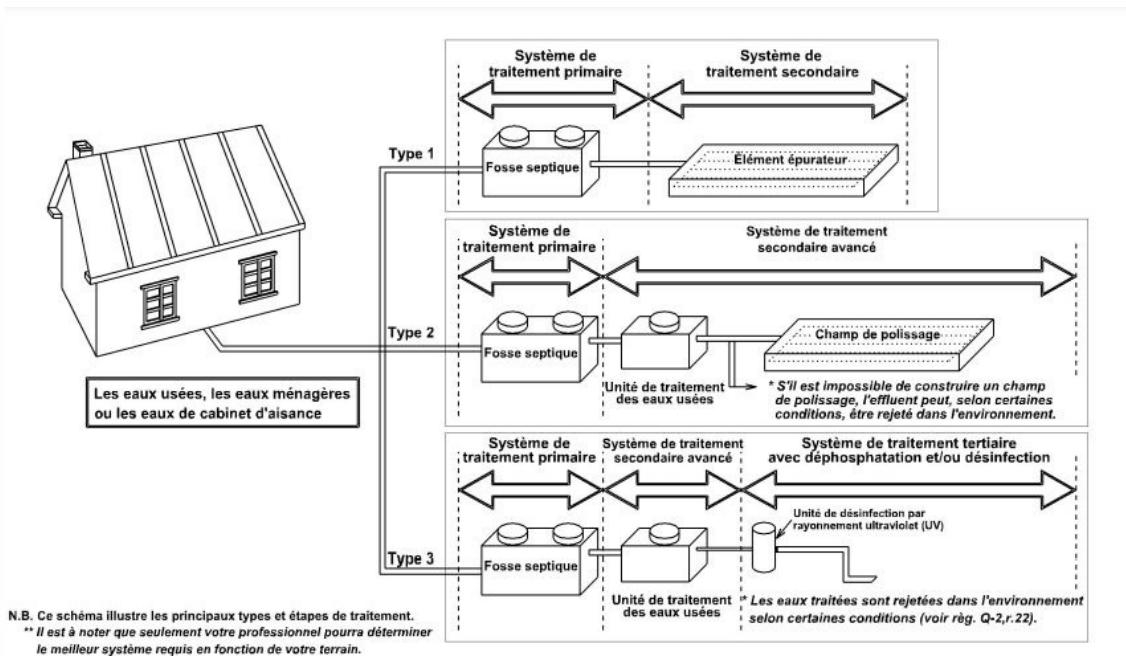 Système de
traitement primaire
Système de
traitement secondaire
Type 1
Fosse septique
Élément épurateur
Système de
traitement primaire
Système de traitement
secondaire avancé
Type 2
Fosse septique
Unité de traitement
des eaux usées
Champ de polissage
* S'il est impossible de construire un champ
de polissage, l'effluent peut, selon certaines
conditions, être rejeté dans l'environnement.
Les eaux usées, les eaux ménagères
ou les eaux de cabinet d'aisance
Système de
traitement primaire
Système de traitement
secondaire avancé
Système de traitement tertiaire
avec déphosphatation et/ou désinfection
Unité de désinfection par
rayonnement ultraviolet (UV)
Type 3
Fosse septique
Unité de traitement
des eaux usées
* Les eaux traitées sont rejetées dans l'environnement
selon certaines conditions (voir règ. Q-2,r.22).
N.B. Ce schéma illustre les principaux types et étapes de traitement.
** Il est à noter que seulement votre professionnel pourra déterminer
le meilleur système requis en fonction de votre terrain.